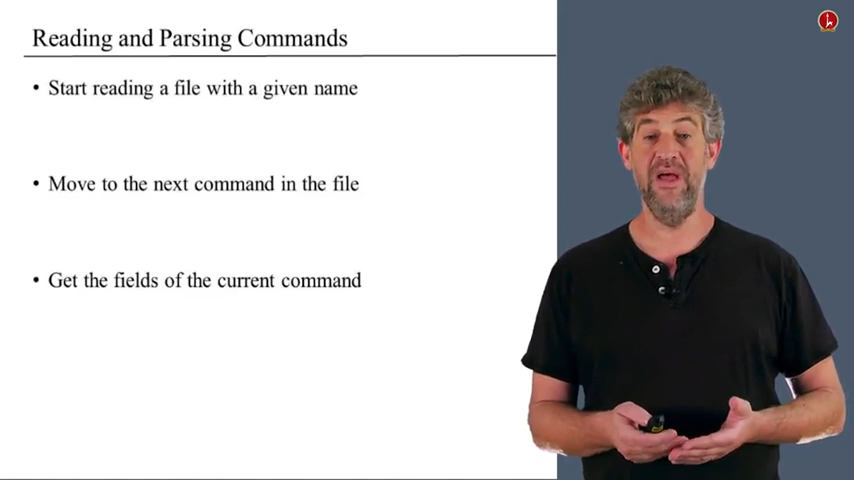 Reading and Parsing Commands
• Start reading a file with a given name
• Move to the next command in the file
• Get the fields of the current command